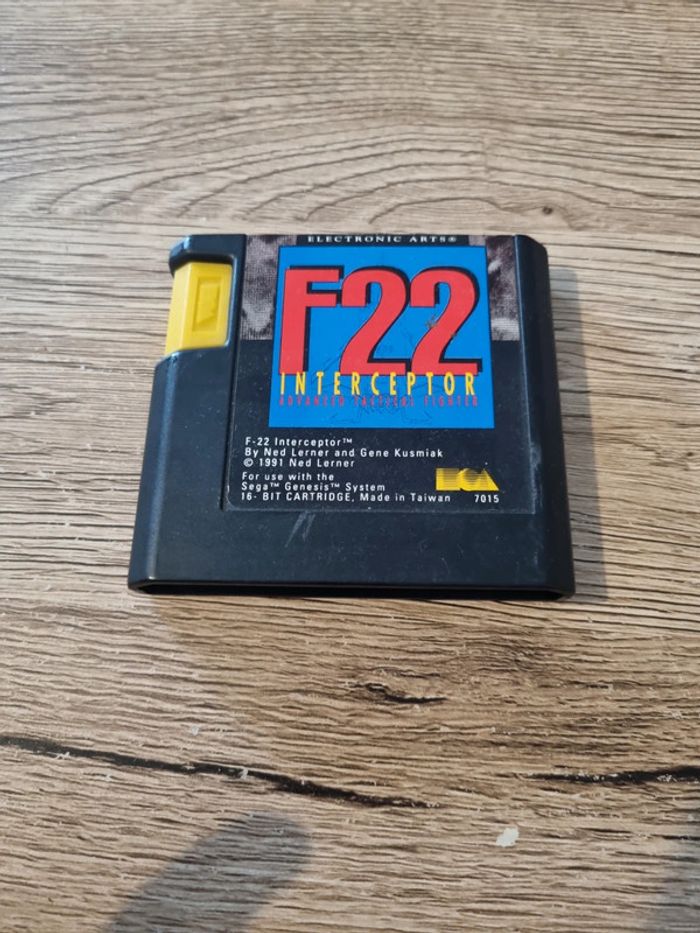 ELECTRONIC ARTS®
F22
INTERCEPTOR
ADVANCED TACTICAL FIGHTER
F-22 Interceptor™
By Ned Lerner and Gene Kusmiak
© 1991 Ned Lerner
For use with the
Sega™ Genesis™ System
16- BIT CARTRIDGE, Made in Taiwan 7015
EA